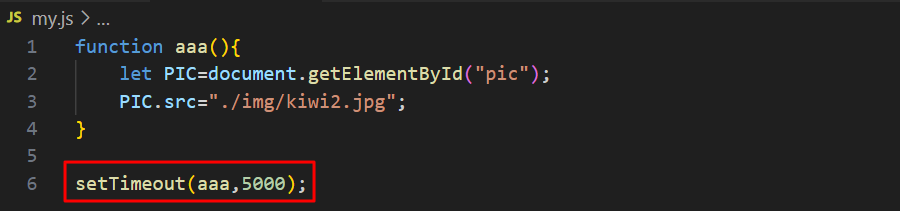 JS my.js > ...
1 function aaa(){
2     let PIC=document.getElementById("pic");
3     PIC.src="./img/kiwi2.jpg";
4 }
5
6 setTimeout(aaa,5000);